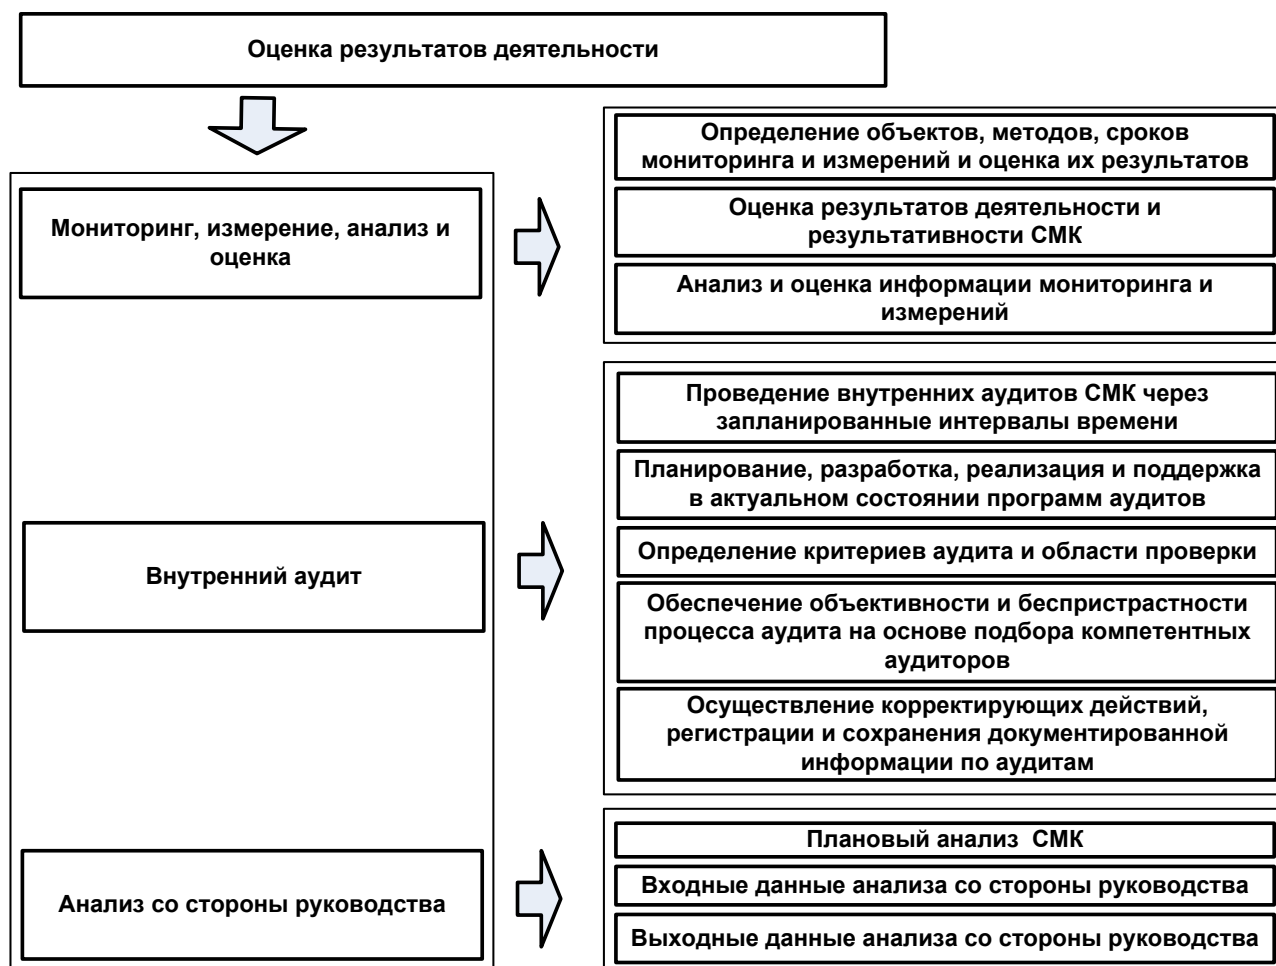 Оценка результатов деятельности
Мониторинг, измерение, анализ и
оценка
Определение объектов, методов, сроков
мониторинга и измерений и оценка их результатов
Оценка результатов деятельности и
результативности СМК
Анализ и оценка информации мониторинга и
измерений
Внутренний аудит
Проведение внутренних аудитов СМК через
запланированные интервалы времени
Планирование, разработка, реализация и поддержка
в актуальном состоянии программ аудитов
Определение критериев аудита и области проверки
Обеспечение объективности и беспристрастности
процесса аудита на основе подбора компетентных
аудиторов
Осуществление корректирующих действий,
регистрации и сохранения документированной
информации по аудитам
Анализ со стороны руководства
Плановый анализ СМК
Входные данные анализа со стороны руководства
Выходные данные анализа со стороны руководства